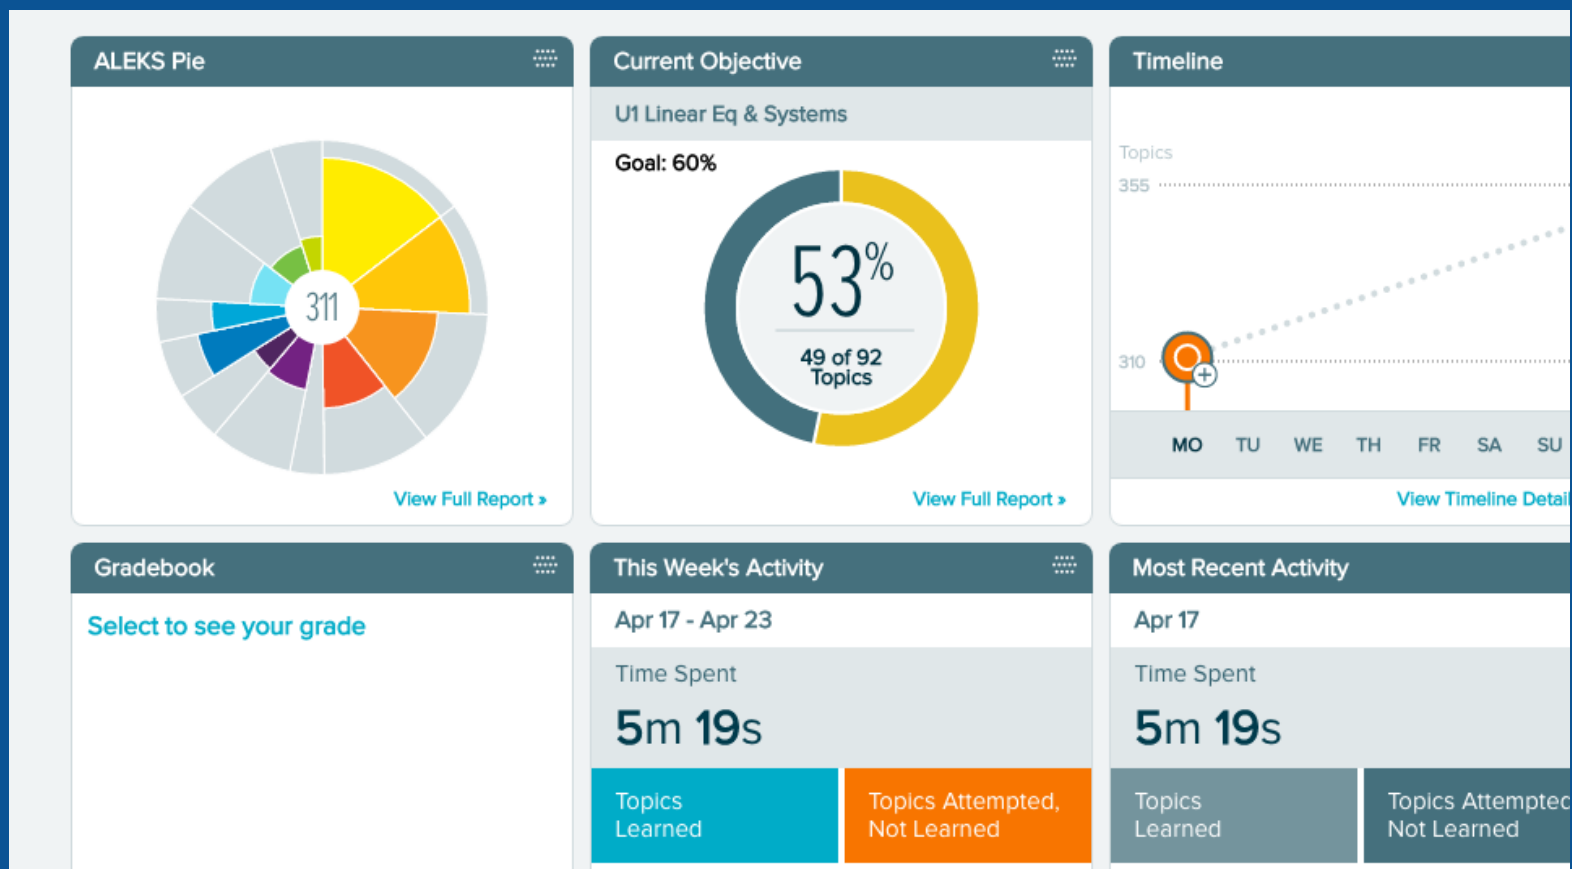 ALEKS Pie
311
View Full Report »
Current Objective
U1 Linear Eq & Systems
Goal: 60%
53%
49 of 92
Topics
View Full Report »
Timeline
Topics
355
310
MO TU WE TH FR SA SU
View Timeline Detail
Gradebook
Select to see your grade
This Week's Activity
Apr 17 - Apr 23
Time Spent
5m 19s
Topics
Learned
Topics Attempted,
Not Learned
Most Recent Activity
Apr 17
Time Spent
5m 19s
Topics
Learned
Topics Attempted
Not Learned